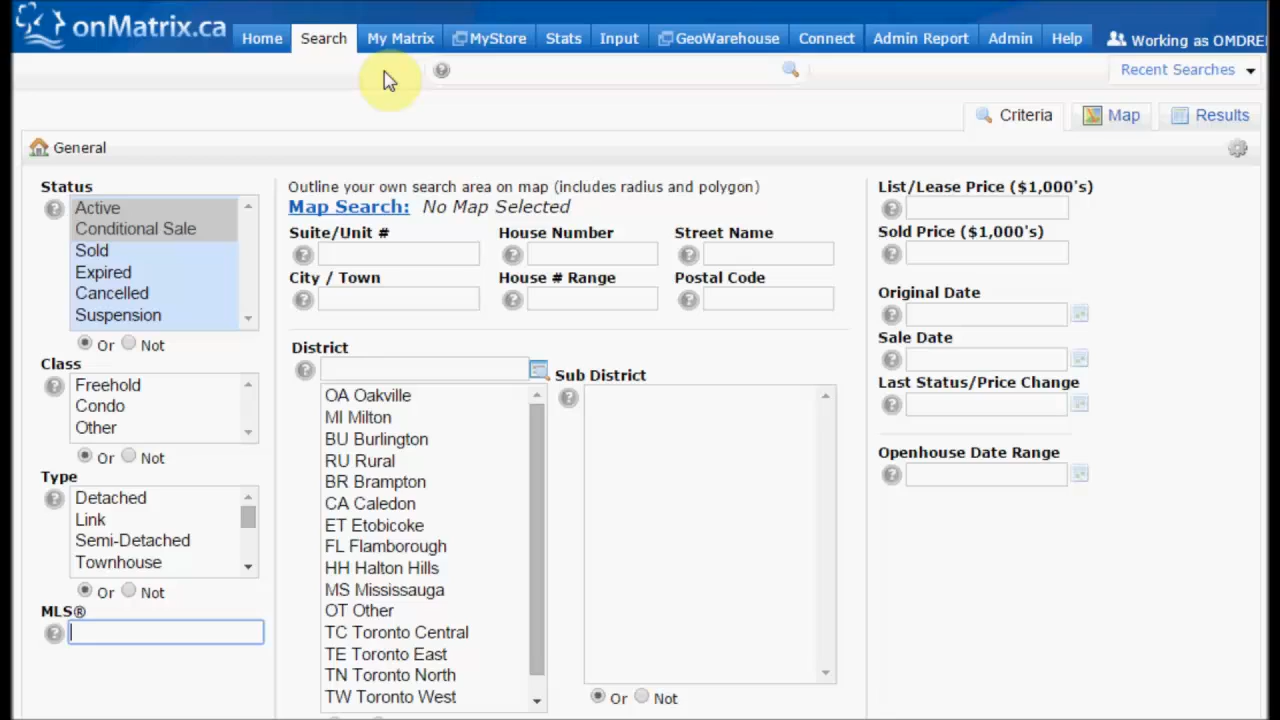 onMatrix.ca
Home Search My Matrix MyStore Stats Input GeoWarehouse Connect Admin Report Admin Help Working as OMDRE
Recent Searches
Criteria Map Results
General
Status
Active
Conditional Sale
Sold
Expired
Cancelled
Suspension
Or Not
Class
Freehold
Condo
Other
Or Not
Type
Detached
Link
Semi-Detached
Townhouse
Or Not
MLS®
Outline your own search area on map (includes radius and polygon)
Map Search: No Map Selected
Suite/Unit # House Number Street Name
City / Town House # Range Postal Code
District
OA Oakville
MI Milton
BU Burlington
RU Rural
BR Brampton
CA Caledon
ET Etobicoke
FL Flamborough
HH Halton Hills
MS Mississauga
OT Other
TC Toronto Central
TE Toronto East
TN Toronto North
TW Toronto West
Sub District
Or Not
List/Lease Price ($1,000's)
Sold Price ($1,000's)
Original Date
Sale Date
Last Status/Price Change
Openhouse Date Range